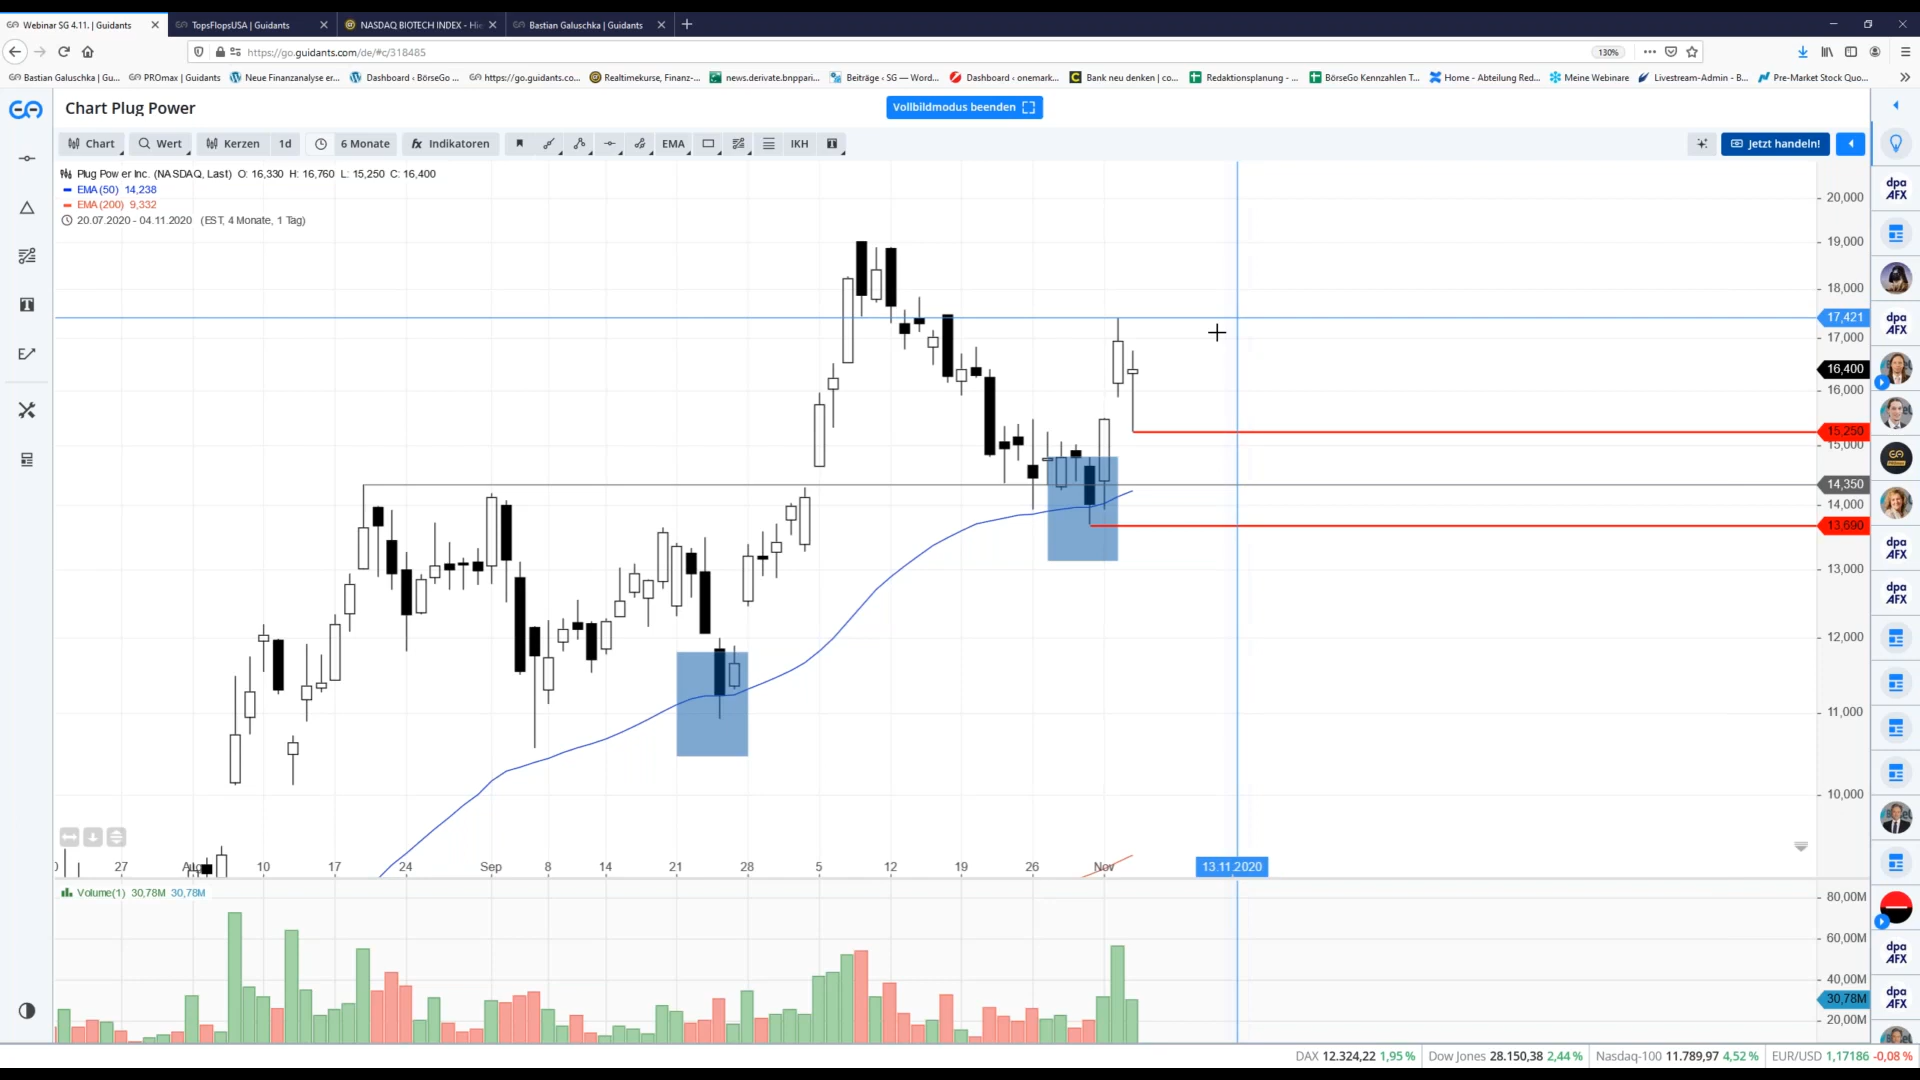 Webinar SG 4.11. | Guidants
TopsFlopsUSA | Guidants
NASDAQ BIOTECH INDEX - Hi
Bastian Galuschka | Guidants
https://go.guidants.com/de/#c/318485
130%
Bastian Galuschka | Gu...
PROmax | Guidants
Neue Finanzanalyse er...
Dashboard ‹ BörseGo ...
https://go.guidants.co...
Realtimekurse, Finanz-...
news.derivate.bnppari...
Beiträge ‹ SG — Word...
Dashboard ‹ onemark...
Bank neu denken | co...
Redaktionsplanung - ...
BörseGo Kennzahlen T...
Home - Abteilung Red...
Meine Webinare
Livestream-Admin - B...
Pre-Market Stock Quo...
Chart Plug Power
Vollbildmodus beenden
Chart
Wert
Kerzen
1d
6 Monate
fx Indikatoren
EMA
IKH
Jetzt handeln!
Plug Power Inc. (NASDAQ, Last) O: 16,330 H: 16,760 L: 15,250 C: 16,400
EMA (50) 14,238
EMA (200) 9,332
20.07.2020 - 04.11.2020 (EST, 4 Monate, 1 Tag)
20,000
19,000
18,000
17,421
17,000
16,400
16,000
15,250
15,000
14,350
14,000
13,690
13,000
12,000
11,000
10,000
27
Aug
10
17
24
Sep
8
14
21
28
5
12
19
26
Nov
13.11.2020
Volume(1) 30,78M 30,78M
80,00M
60,00M
40,00M
30,78M
20,00M
dpa
AFX
dpa
AFX
dpa
AFX
dpa
AFX
dpa
AFX
dpa
AFX
DAX 12.324,22 1,95 %
Dow Jones 28.150,38 2,44 %
Nasdaq-100 11.789,97 4,52 %
EUR/USD 1,17186 -0,08 %